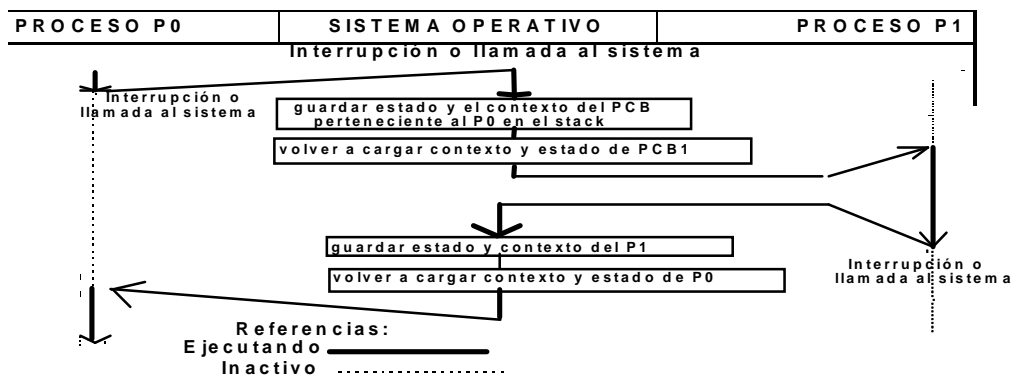 PROCESO P0 SISTEMA OPERATIVO PROCESO P1
Interrupción o llamada al sistema
Interrupción o
llamada al sistema
guardar estado y el contexto del PCB
perteneciente al P0 en el stack
volver a cargar contexto y estado de PCB1
guardar estado y contexto del P1
volver a cargar contexto y estado de P0
Interrupción o
llamada al sistema
Referencias:
Ejecutando
Inactivo